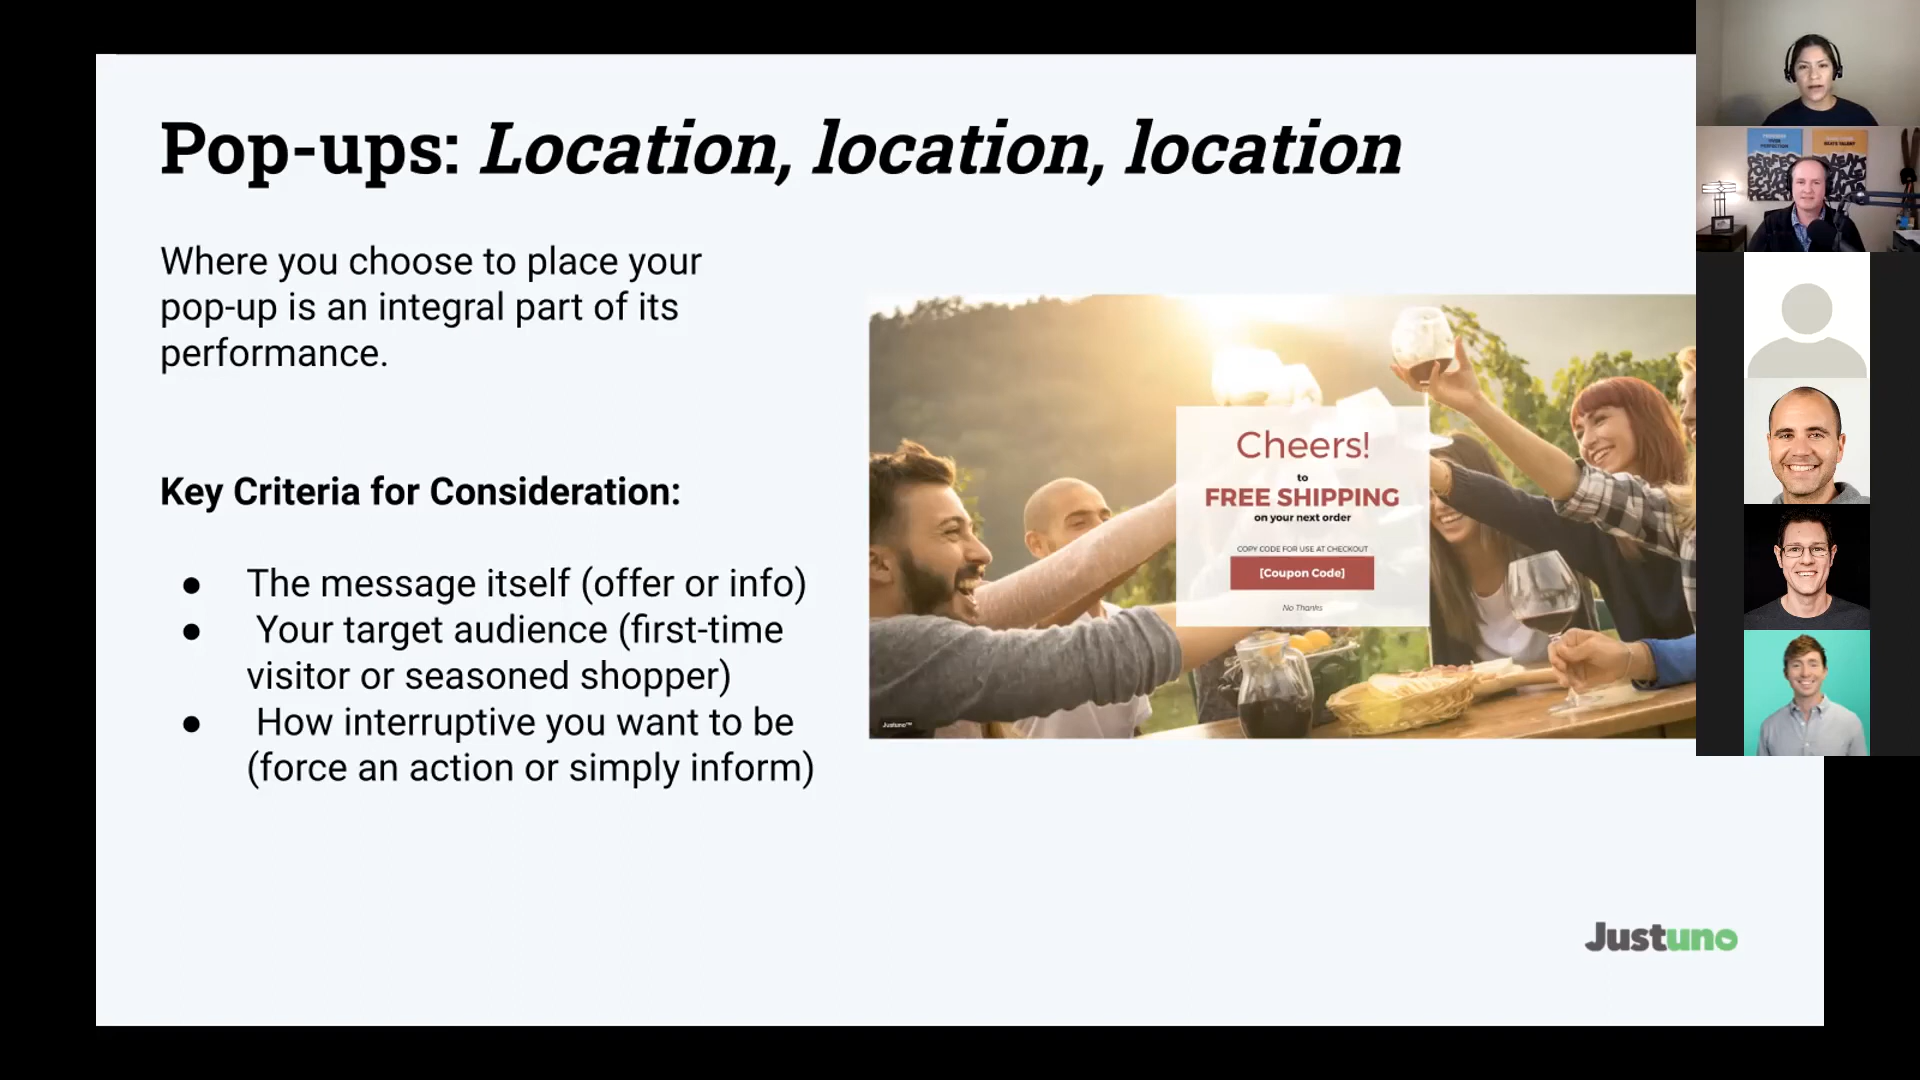 Pop-ups: Location, location, location
Where you choose to place your
pop-up is an integral part of its
performance.
Key Criteria for Consideration:
● The message itself (offer or info)
● Your target audience (first-time
visitor or seasoned shopper)
● How interruptive you want to be
(force an action or simply inform)
Cheers!
to
FREE SHIPPING
on your next order
COPY CODE FOR USE AT CHECKOUT
[Coupon Code]
No Thanks
Justuno™
Justuno